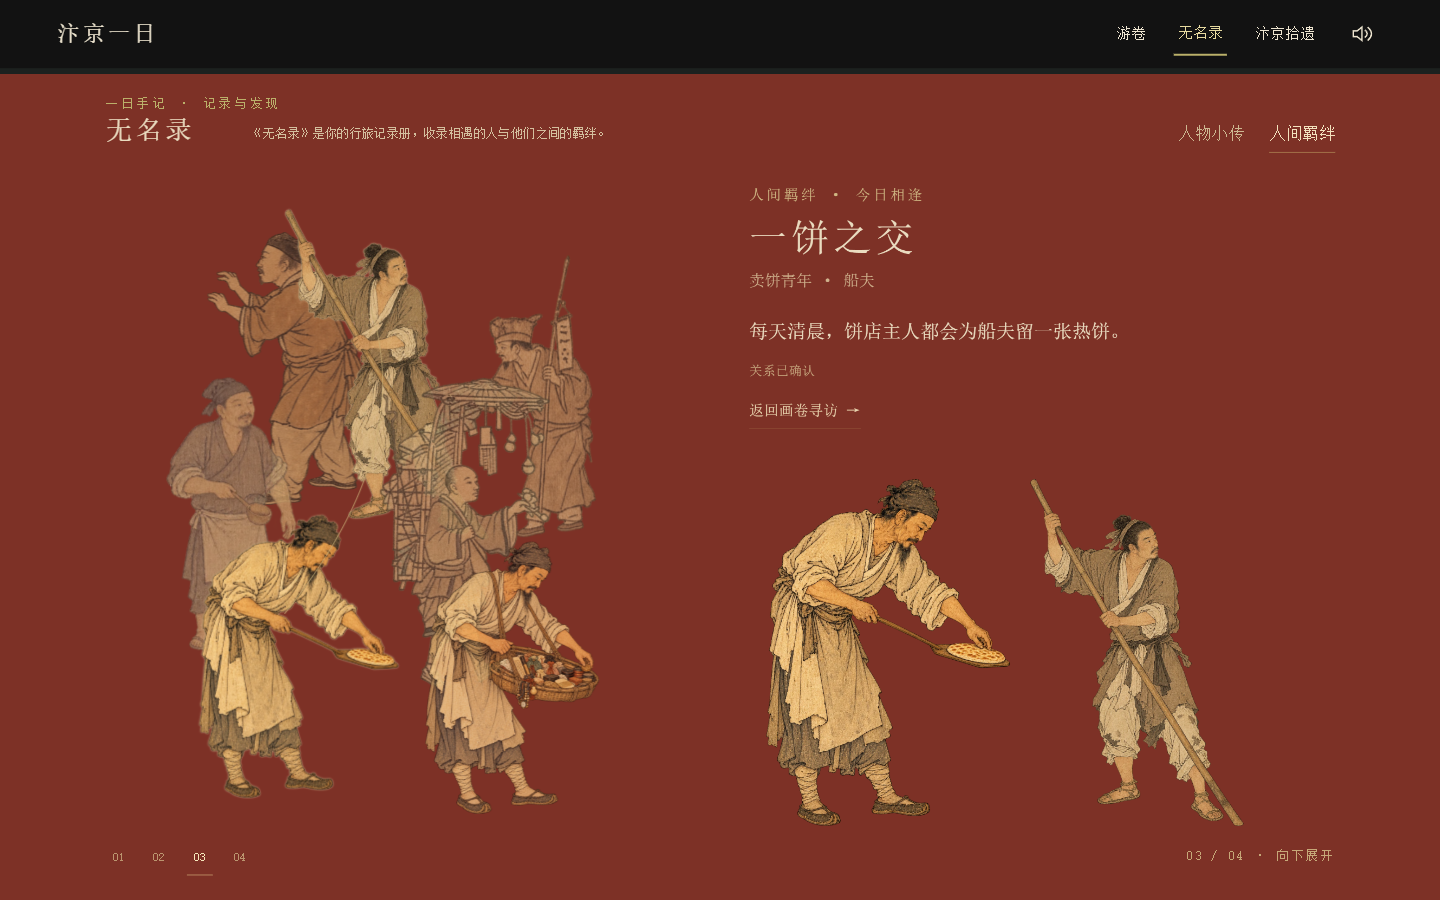 汴京一日
游卷
无名录
汴京拾遗
一日手记 · 记录与发现
无名录
《无名录》是你的行旅记录册，收录相遇的人与他们之间的羁绊。
人物小传
人间羁绊
人间羁绊 • 今日相逢
一饼之交
卖饼青年 • 船夫
每天清晨，饼店主人都会为船夫留一张热饼。
关系已确认
返回画卷寻访 →
01 02 03 04
03 / 04 · 向下展开